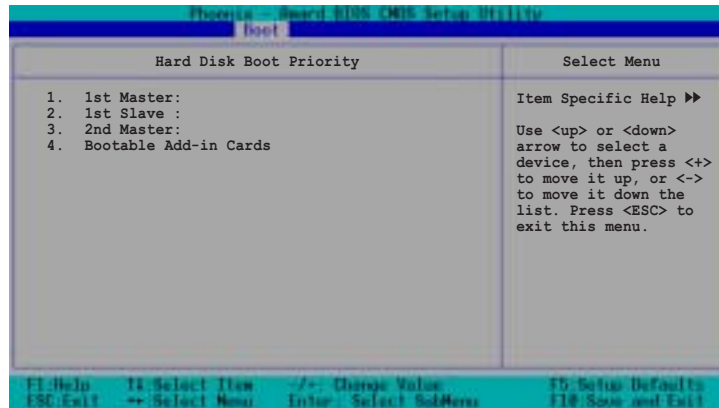 Phoenix - Award BIOS CMOS Setup Utility
Boot
Hard Disk Boot Priority
Select Menu
1. 1st Master:
2. 1st Slave :
3. 2nd Master:
4. Bootable Add-in Cards
Item Specific Help ▶▶
Use <up> or <down>
arrow to select a
device, then press <+>
to move it up, or <->
to move it down the
list. Press <ESC> to
exit this menu.
F1:Help ↑↓:Select Item -/+: Change Value F5:Setup Defaults
ESC:Exit ↔:Select Menu Enter: Select SubMenu F10:Save and Exit